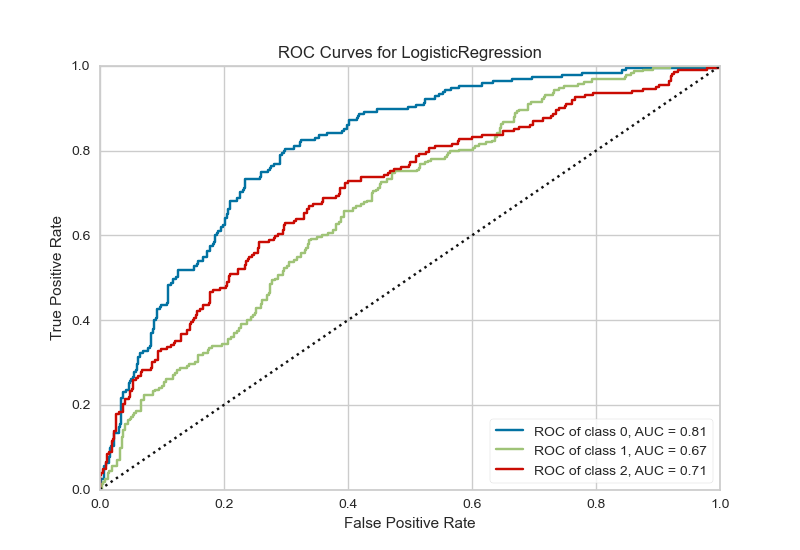 ROC Curves for LogisticRegression
1.0
0.8
0.6
0.4
0.2
0.0
True Positive Rate
ROC of class 0, AUC = 0.81
ROC of class 1, AUC = 0.67
ROC of class 2, AUC = 0.71
0.0 0.2 0.4 0.6 0.8 1.0
False Positive Rate